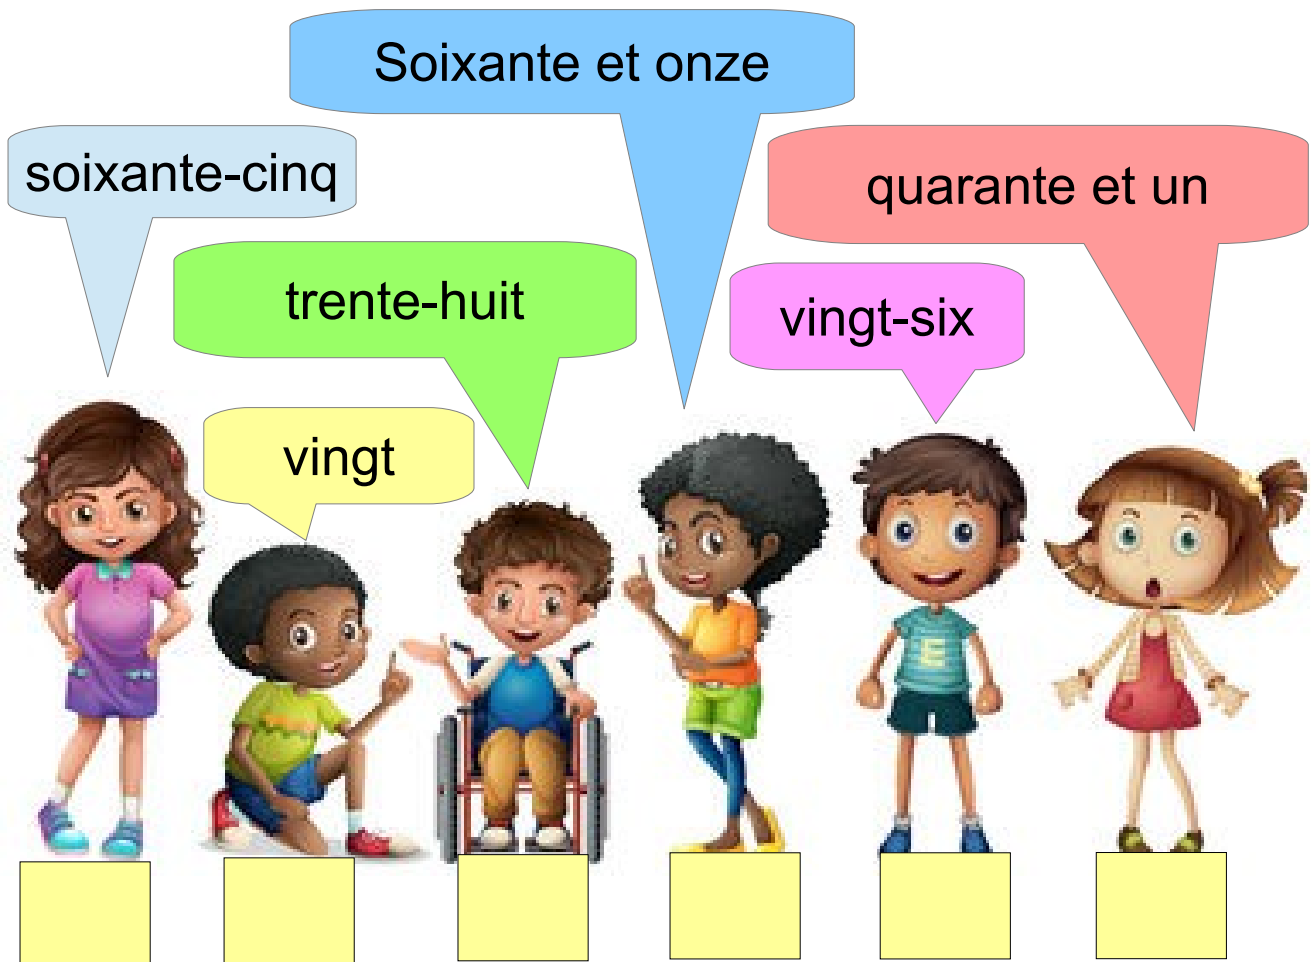 Soixante et onze
soixante-cinq
quarante et un
trente-huit
vingt-six
vingt
E